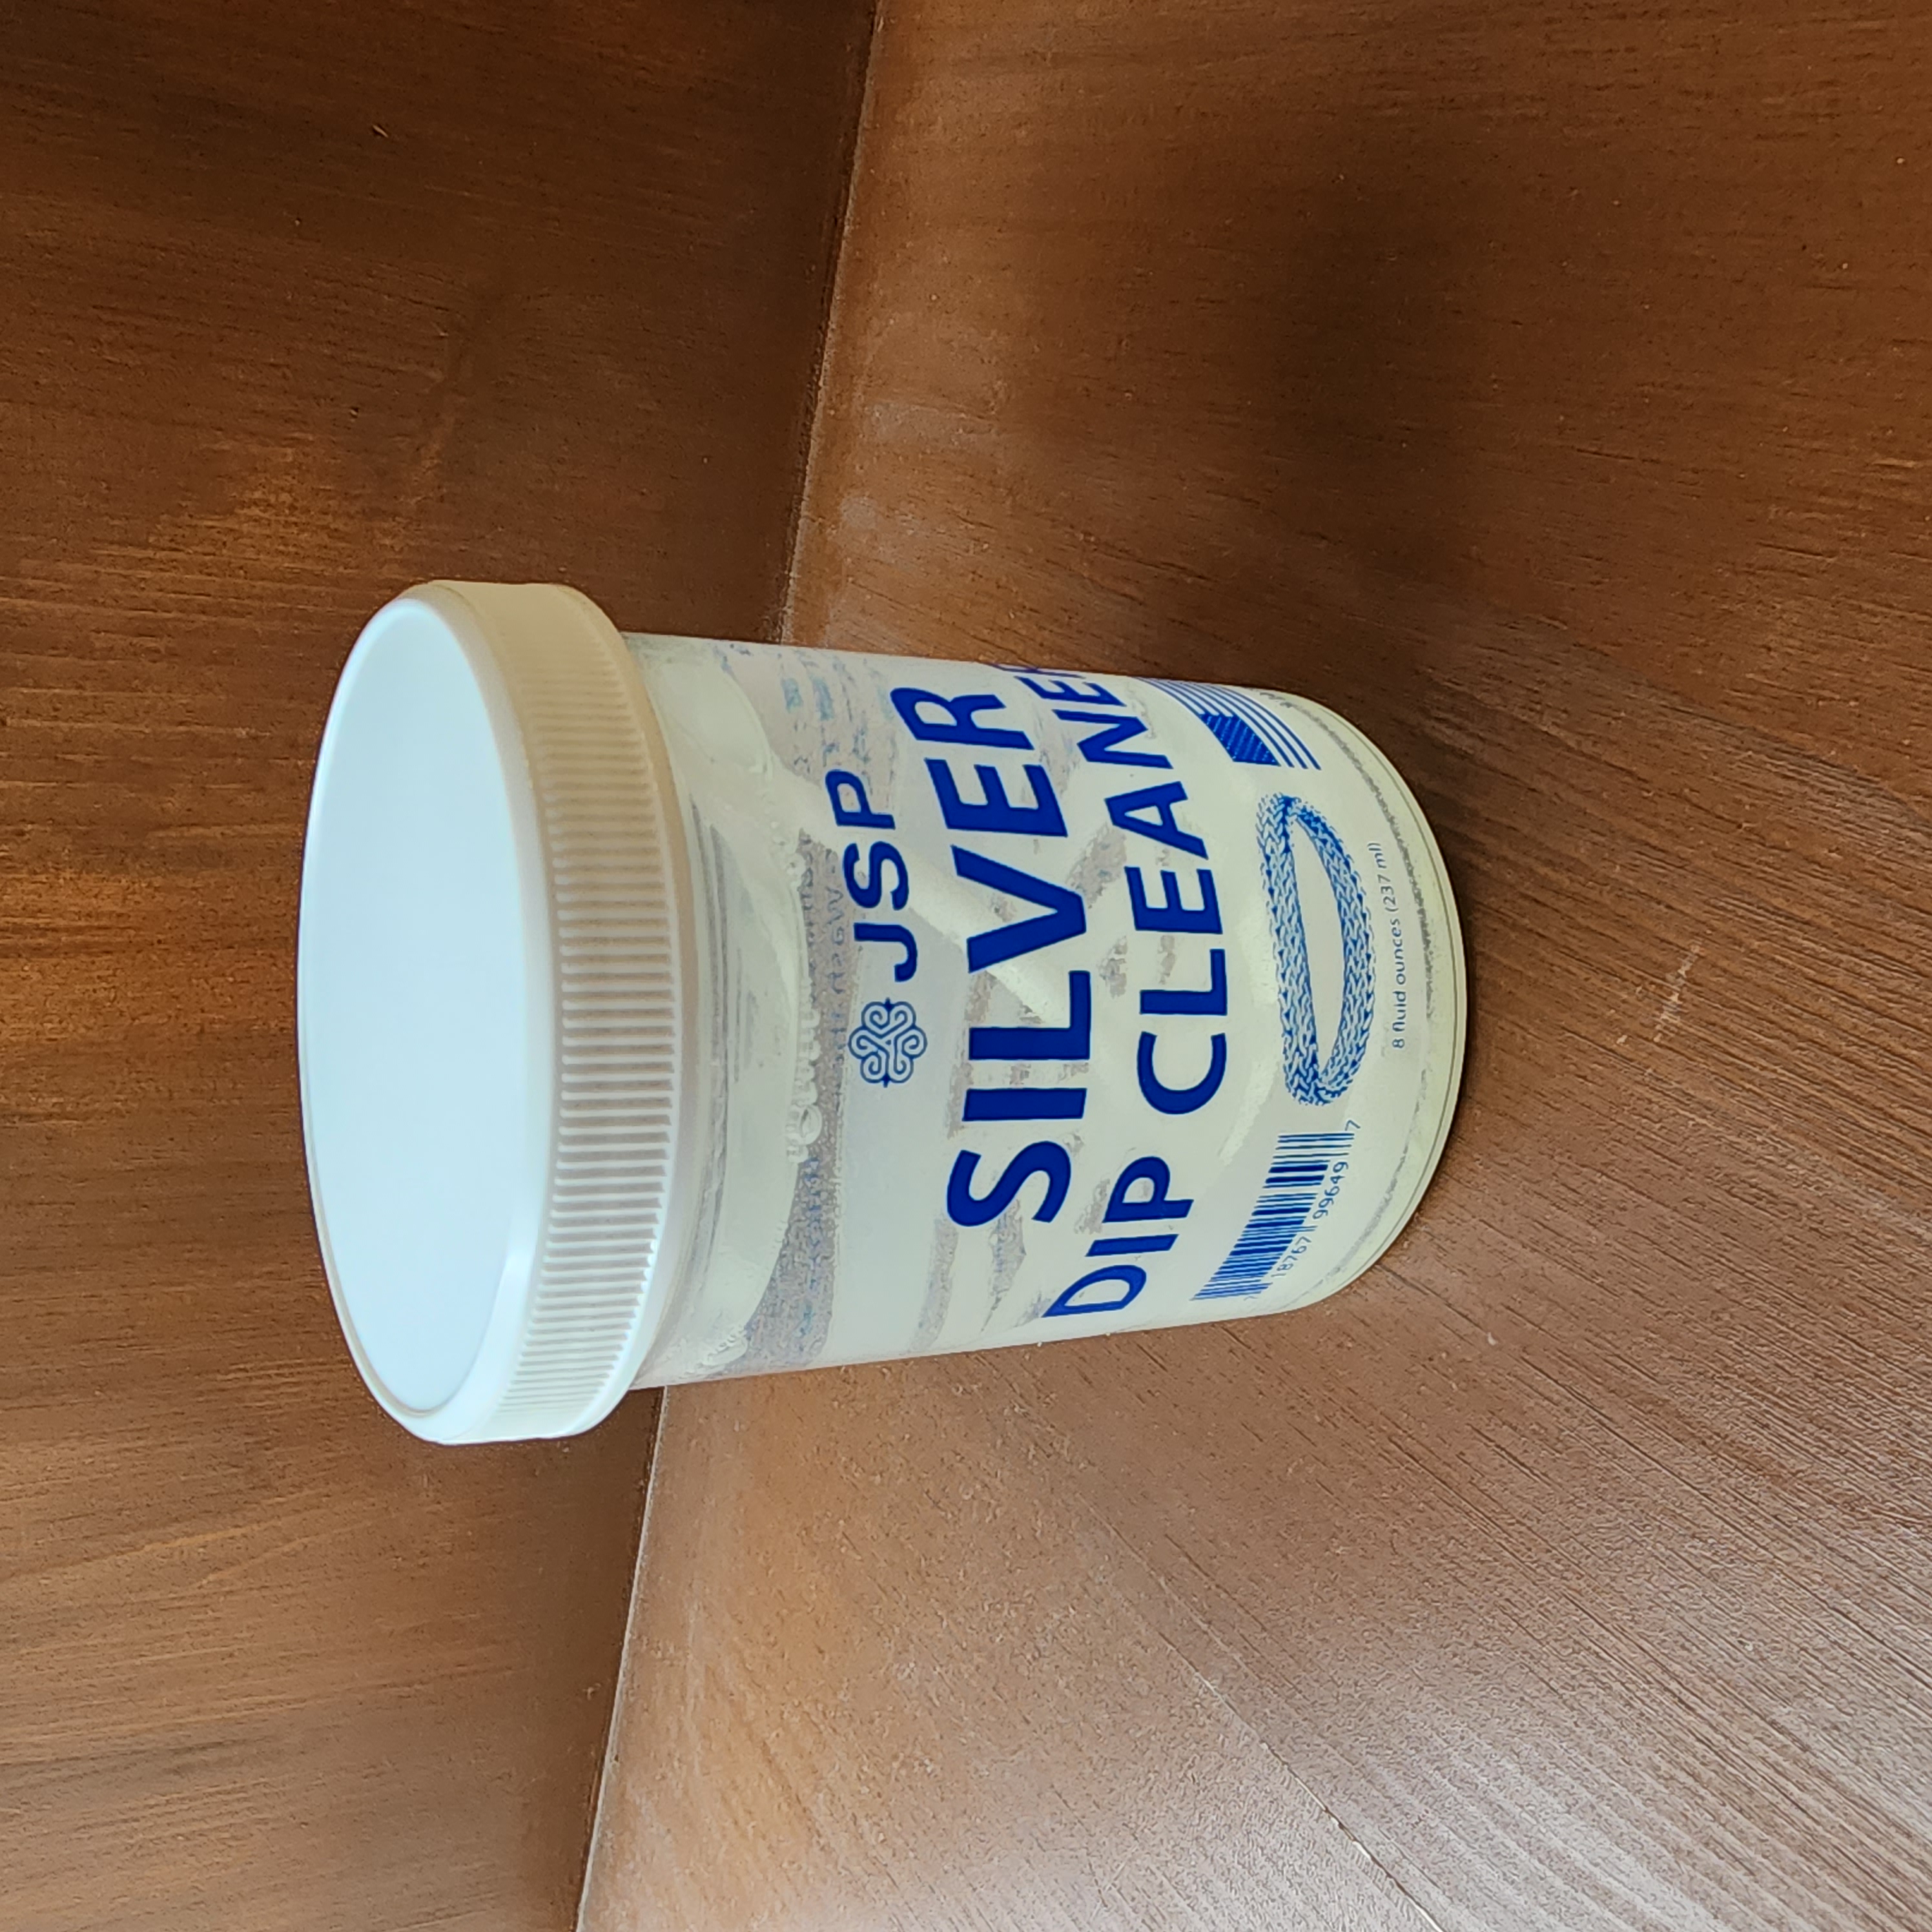 JSP
SILVER
DIP CLEANER
18767 99649 7
8 fluid ounces (237 ml)